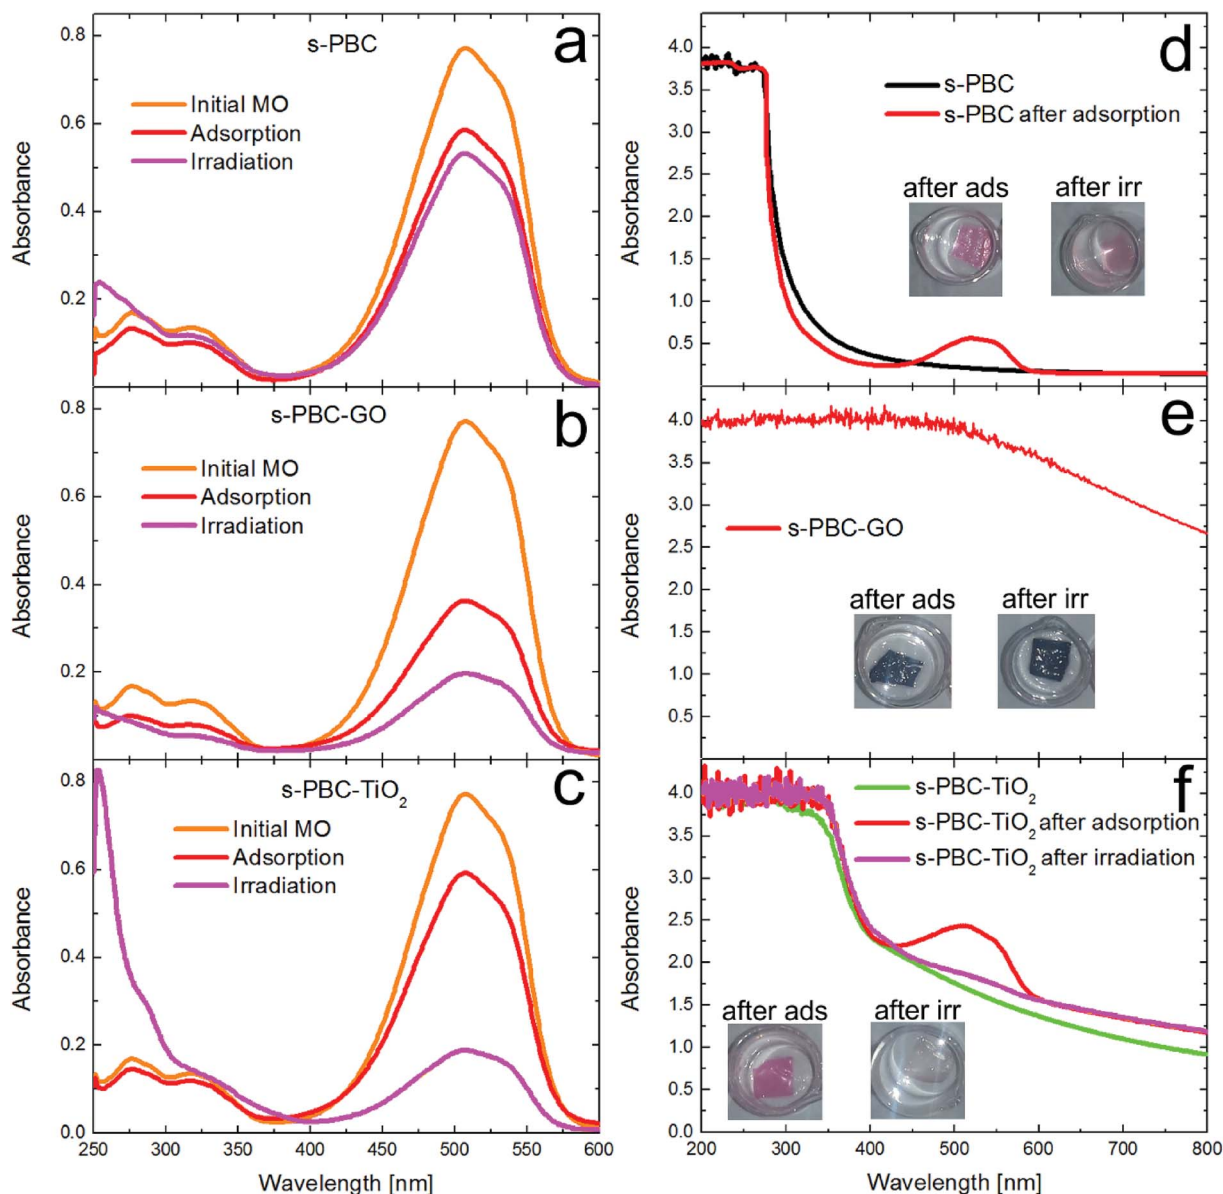 a
s-PBC
Initial MO
Adsorption
Irradiation
0.8
0.6
0.4
0.2
Absorbance
b
s-PBC-GO
Initial MO
Adsorption
Irradiation
0.8
0.6
0.4
0.2
Absorbance
c
s-PBC-TiO₂
Initial MO
Adsorption
Irradiation
0.8
0.6
0.4
0.2
0.0
Absorbance
250 300 350 400 450 500 550 600
Wavelength [nm]
d
s-PBC
s-PBC after adsorption
after ads after irr
4.0
3.5
3.0
2.5
2.0
1.5
1.0
0.5
Absorbance
200 300 400 500 600 700 800
e
s-PBC-GO
after ads after irr
4.0
3.5
3.0
2.5
2.0
1.5
1.0
0.5
Absorbance
f
s-PBC-TiO₂
s-PBC-TiO₂ after adsorption
s-PBC-TiO₂ after irradiation
after ads after irr
4.0
3.5
3.0
2.5
2.0
1.5
1.0
0.5
0.0
Absorbance
200 300 400 500 600 700 800
Wavelength [nm]